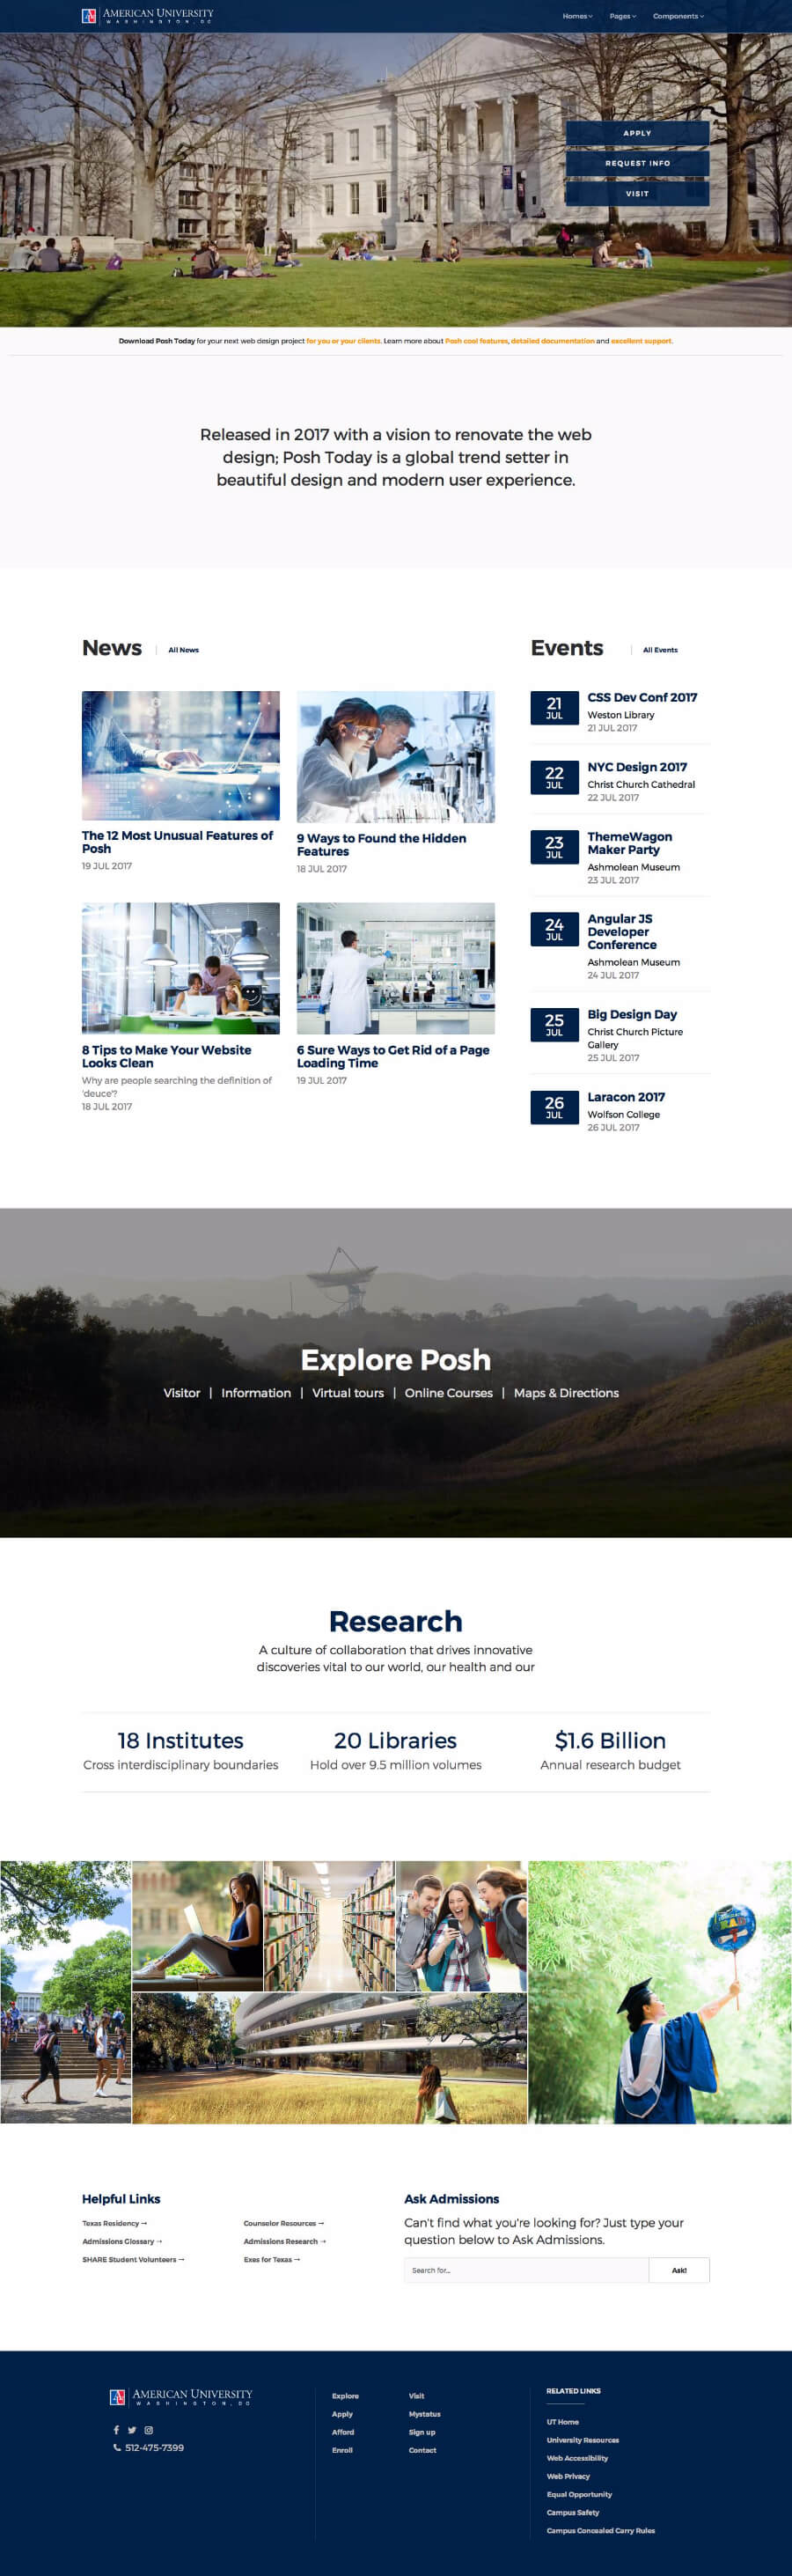 AMERICAN UNIVERSITY
WASHINGTON, DC
Homes
Pages
Components
APPLY
REQUEST INFO
VISIT
Download Posh Today for your next web design project for you or your clients. Learn more about Posh cool features, detailed documentation and excellent support.
Released in 2017 with a vision to renovate the web
design; Posh Today is a global trend setter in
beautiful design and modern user experience.
News | All News
The 12 Most Unusual Features of
Posh
19 JUL 2017
9 Ways to Found the Hidden
Features
18 JUL 2017
8 Tips to Make Your Website
Looks Clean
Why are people searching the definition of
'deuce'?
18 JUL 2017
6 Sure Ways to Get Rid of a Page
Loading Time
19 JUL 2017
Events | All Events
21
JUL
CSS Dev Conf 2017
Weston Library
21 JUL 2017
22
JUL
NYC Design 2017
Christ Church Cathedral
22 JUL 2017
23
JUL
ThemeWagon
Maker Party
Ashmolean Museum
23 JUL 2017
24
JUL
Angular JS
Developer
Conference
Ashmolean Museum
24 JUL 2017
25
JUL
Big Design Day
Christ Church Picture
Gallery
25 JUL 2017
26
JUL
Laracon 2017
Wolfson College
26 JUL 2017
Explore Posh
Visitor | Information | Virtual tours | Online Courses | Maps & Directions
Research
A culture of collaboration that drives innovative
discoveries vital to our world, our health and our
18 Institutes
Cross interdisciplinary boundaries
20 Libraries
Hold over 9.5 million volumes
$1.6 Billion
Annual research budget
Helpful Links
Texas Residency →
Admissions Glossary →
SHARE Student Volunteers →
Counselor Resources →
Admissions Research →
Exes for Texas →
Ask Admissions
Can't find what you're looking for? Just type your
question below to Ask Admissions.
Search for...
Ask!
AMERICAN UNIVERSITY
WASHINGTON, DC
512-475-7399
Explore
Apply
Afford
Enroll
Visit
Mystatus
Sign up
Contact
RELATED LINKS
UT Home
University Resources
Web Accessibility
Web Privacy
Equal Opportunity
Campus Safety
Campus Concealed Carry Rules